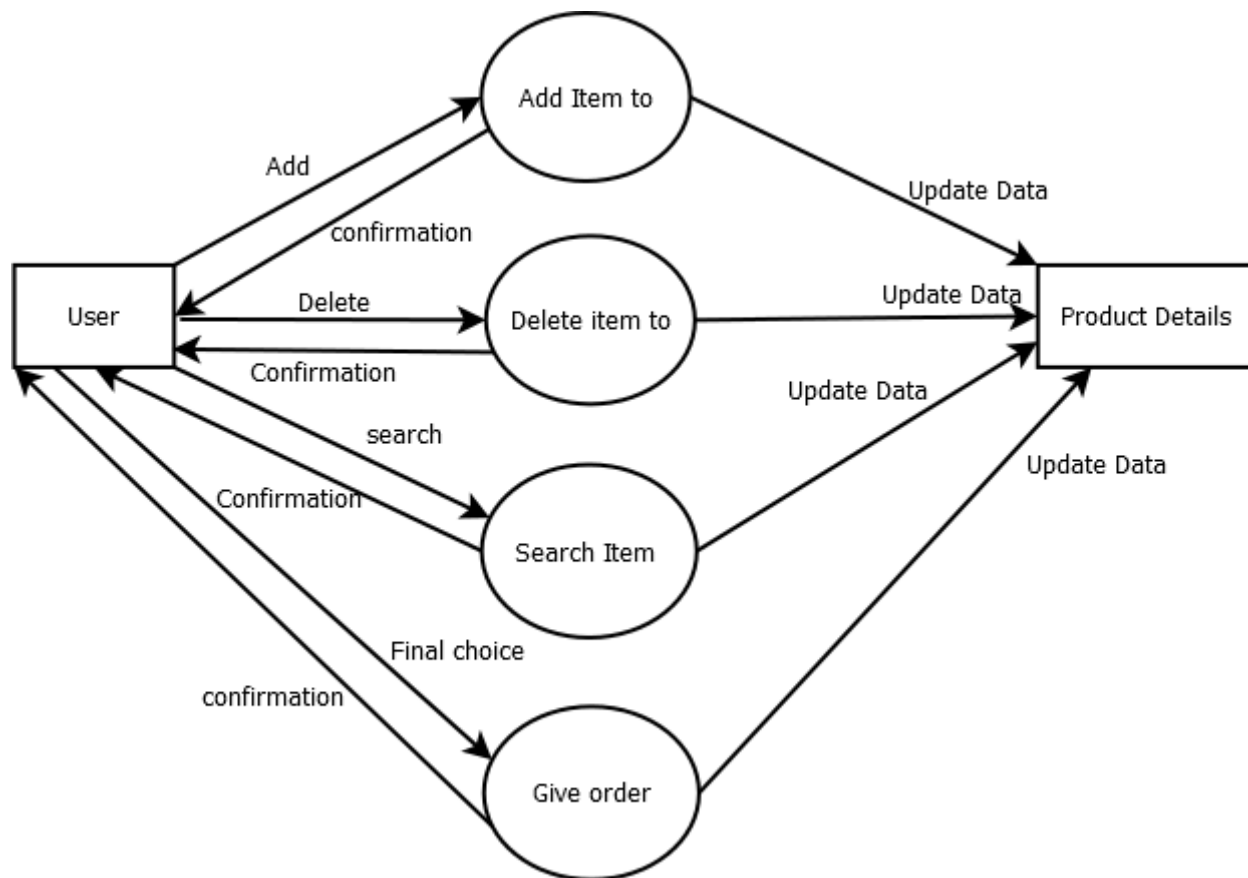 Add Item to
Add
Update Data
confirmation
User
Delete
Delete item to
Update Data
Product Details
Confirmation
Update Data
search
Update Data
Confirmation
Search Item
Final choice
confirmation
Give order